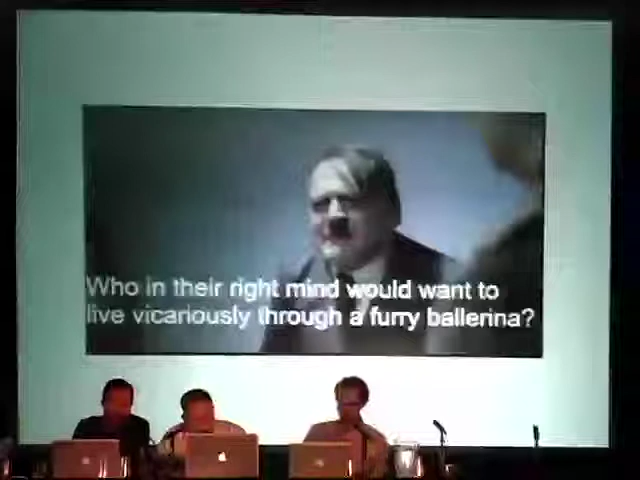 Who in their right mind would want to
live vicariously through a furry ballerina?